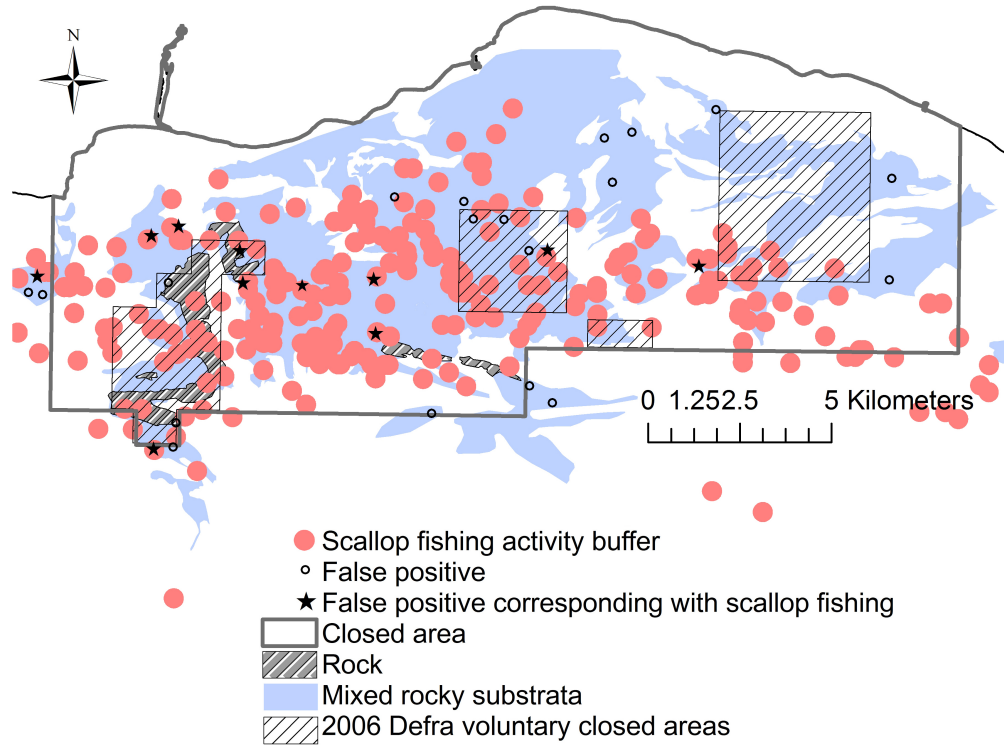 N
0 1.252.5 5 Kilometers
Scallop fishing activity buffer
False positive
False positive corresponding with scallop fishing
Closed area
Rock
Mixed rocky substrata
2006 Defra voluntary closed areas